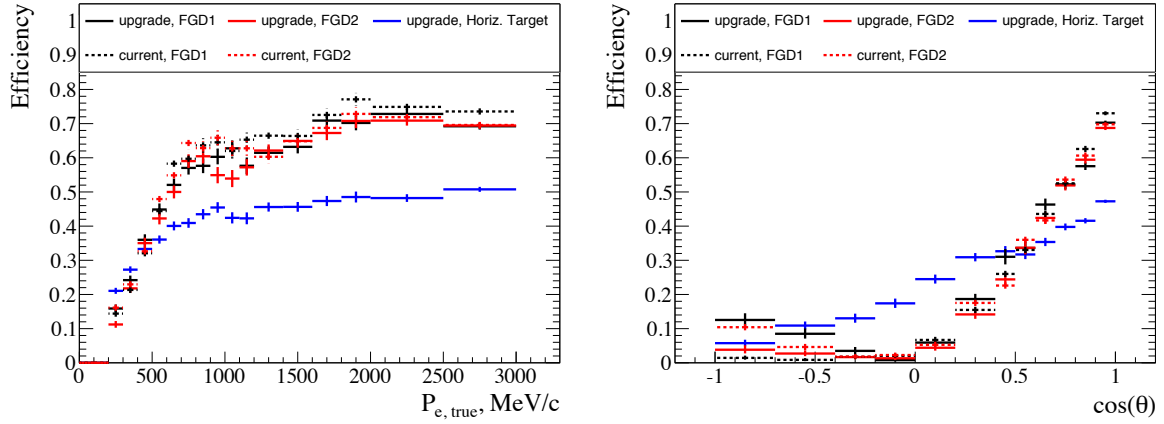 upgrade, FGD1 upgrade, FGD2 upgrade, Horiz. Target
current, FGD1 current, FGD2
Efficiency
1
0.9
0.8
0.7
0.6
0.5
0.4
0.3
0.2
0.1
0
0 500 1000 1500 2000 2500 3000
P e, true, MeV/c
upgrade, FGD1 upgrade, FGD2 upgrade, Horiz. Target
current, FGD1 current, FGD2
Efficiency
1
0.9
0.8
0.7
0.6
0.5
0.4
0.3
0.2
0.1
0
-1 -0.5 0 0.5 1
cos(θ)